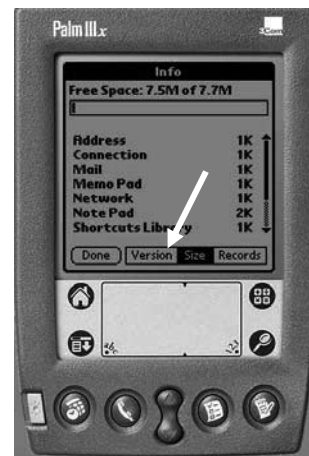 Palm IIIx 3Com
Info
Free Space: 7.5M of 7.7M
Address 1K
Connection 1K
Mail 1K
Memo Pad 1K
Network 1K
Note Pad 2K
Shortcuts Library 1K
Done Version Size Records